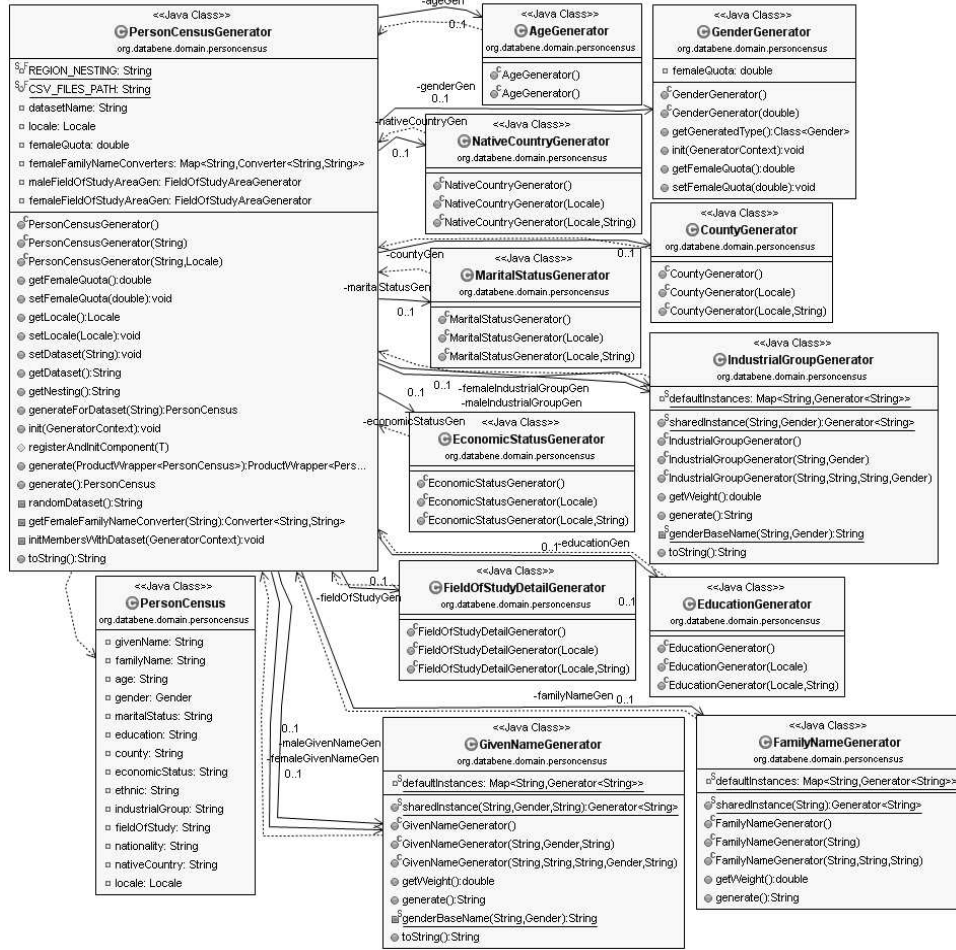 <<Java Class>>
PersonCensusGenerator
org.databene.domain.personcensus
REGION_NESTING: String
CSV_FILES_PATH: String
datasetName: String
locale: Locale
femaleQuota: double
femaleFamilyNameConverters: Map<String,Converter<String,String>>
maleFieldOfStudyAreaGen: FieldOfStudyAreaGenerator
femaleFieldOfStudyAreaGen: FieldOfStudyAreaGenerator
PersonCensusGenerator()
PersonCensusGenerator(String)
PersonCensusGenerator(String,Locale)
getFemaleQuota():double
setFemaleQuota(double):void
getLocale():Locale
setLocale(Locale):void
setDataset(String):void
getDataset():String
getNesting():String
generateForDataset(String):PersonCensus
init(GeneratorContext):void
registerAndInitComponent(T)
generate(ProductWrapper<PersonCensus>):ProductWrapper<Pers...
generate():PersonCensus
randomDataset():String
getFemaleFamilyNameConverter(String):Converter<String,String>
initMembersWithDataset(GeneratorContext):void
toString():String
-ageGen
0..1
<<Java Class>>
AgeGenerator
org.databene.domain.personcensus
AgeGenerator()
AgeGenerator()
<<Java Class>>
GenderGenerator
org.databene.domain.personcensus
femaleQuota: double
GenderGenerator()
GenderGenerator(double)
getGeneratedType():Class<Gender>
init(GeneratorContext):void
getFemaleQuota():double
setFemaleQuota(double):void
-genderGen
0..1
-nativeCountryGen
0..1
<<Java Class>>
NativeCountryGenerator
org.databene.domain.personcensus
NativeCountryGenerator()
NativeCountryGenerator(Locale)
NativeCountryGenerator(Locale,String)
<<Java Class>>
CountyGenerator
org.databene.domain.personcensus
CountyGenerator()
CountyGenerator(Locale)
CountyGenerator(Locale,String)
-countyGen
0..1
-maritalStatusGen
0..1
<<Java Class>>
MaritalStatusGenerator
org.databene.domain.personcensus
MaritalStatusGenerator()
MaritalStatusGenerator(Locale)
MaritalStatusGenerator(Locale,String)
<<Java Class>>
IndustrialGroupGenerator
org.databene.domain.personcensus
defaultInstances: Map<String,Generator<String>>
sharedInstance(String,Gender):Generator<String>
IndustrialGroupGenerator()
IndustrialGroupGenerator(String,Gender)
IndustrialGroupGenerator(String,String,String,Gender)
getWeight():double
generate():String
genderBaseName(String,Gender):String
toString():String
0..1
0..1
-femaleIndustrialGroupGen
-maleIndustrialGroupGen
0..1
-economicStatusGen
<<Java Class>>
EconomicStatusGenerator
org.databene.domain.personcensus
EconomicStatusGenerator()
EconomicStatusGenerator(Locale)
EconomicStatusGenerator(Locale,String)
0..1
-educationGen
<<Java Class>>
PersonCensus
org.databene.domain.personcensus
givenName: String
familyName: String
age: String
gender: Gender
maritalStatus: String
education: String
county: String
economicStatus: String
ethnic: String
industrialGroup: String
fieldOfStudy: String
nationality: String
nativeCountry: String
locale: Locale
0..1
-fieldOfStudyGen
<<Java Class>>
FieldOfStudyDetailGenerator
org.databene.domain.personcensus
FieldOfStudyDetailGenerator()
FieldOfStudyDetailGenerator(Locale)
FieldOfStudyDetailGenerator(Locale,String)
0..1
<<Java Class>>
EducationGenerator
org.databene.domain.personcensus
EducationGenerator()
EducationGenerator(Locale)
EducationGenerator(Locale,String)
-familyNameGen
0..1
0..1
0..1
-maleGivenNameGen
-femaleGivenNameGen
0..1
<<Java Class>>
GivenNameGenerator
org.databene.domain.personcensus
defaultInstances: Map<String,Generator<String>>
sharedInstance(String,Gender,String):Generator<String>
GivenNameGenerator()
GivenNameGenerator(String,Gender,String)
GivenNameGenerator(String,String,String,Gender,String)
getWeight():double
generate():String
genderBaseName(String,Gender):String
toString():String
<<Java Class>>
FamilyNameGenerator
org.databene.domain.personcensus
defaultInstances: Map<String,Generator<String>>
sharedInstance(String):Generator<String>
FamilyNameGenerator()
FamilyNameGenerator(String)
FamilyNameGenerator(String,String,String)
getWeight():double
generate():String